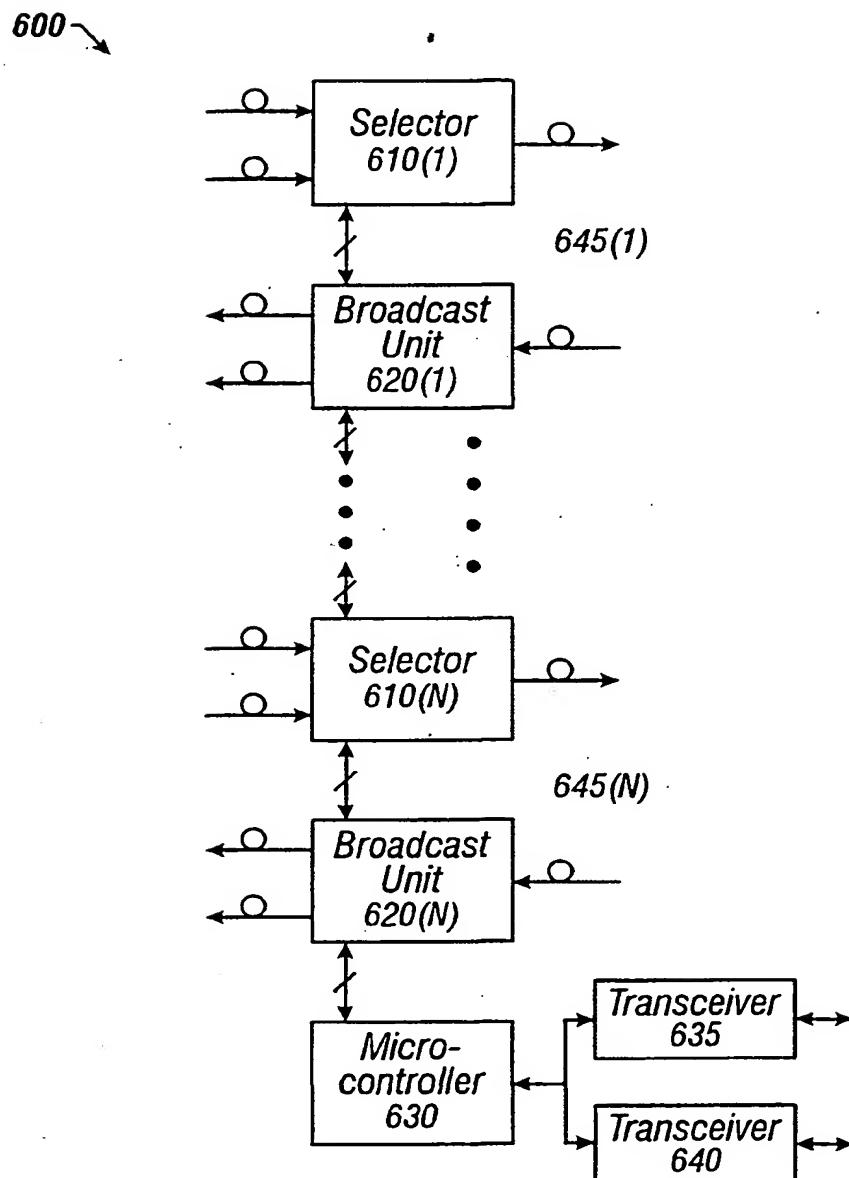 600
Selector
610(1)
645(1)
Broadcast
Unit
620(1)
Selector
610(N)
645(N)
Broadcast
Unit
620(N)
Micro-
controller
630
Transceiver
635
Transceiver
640